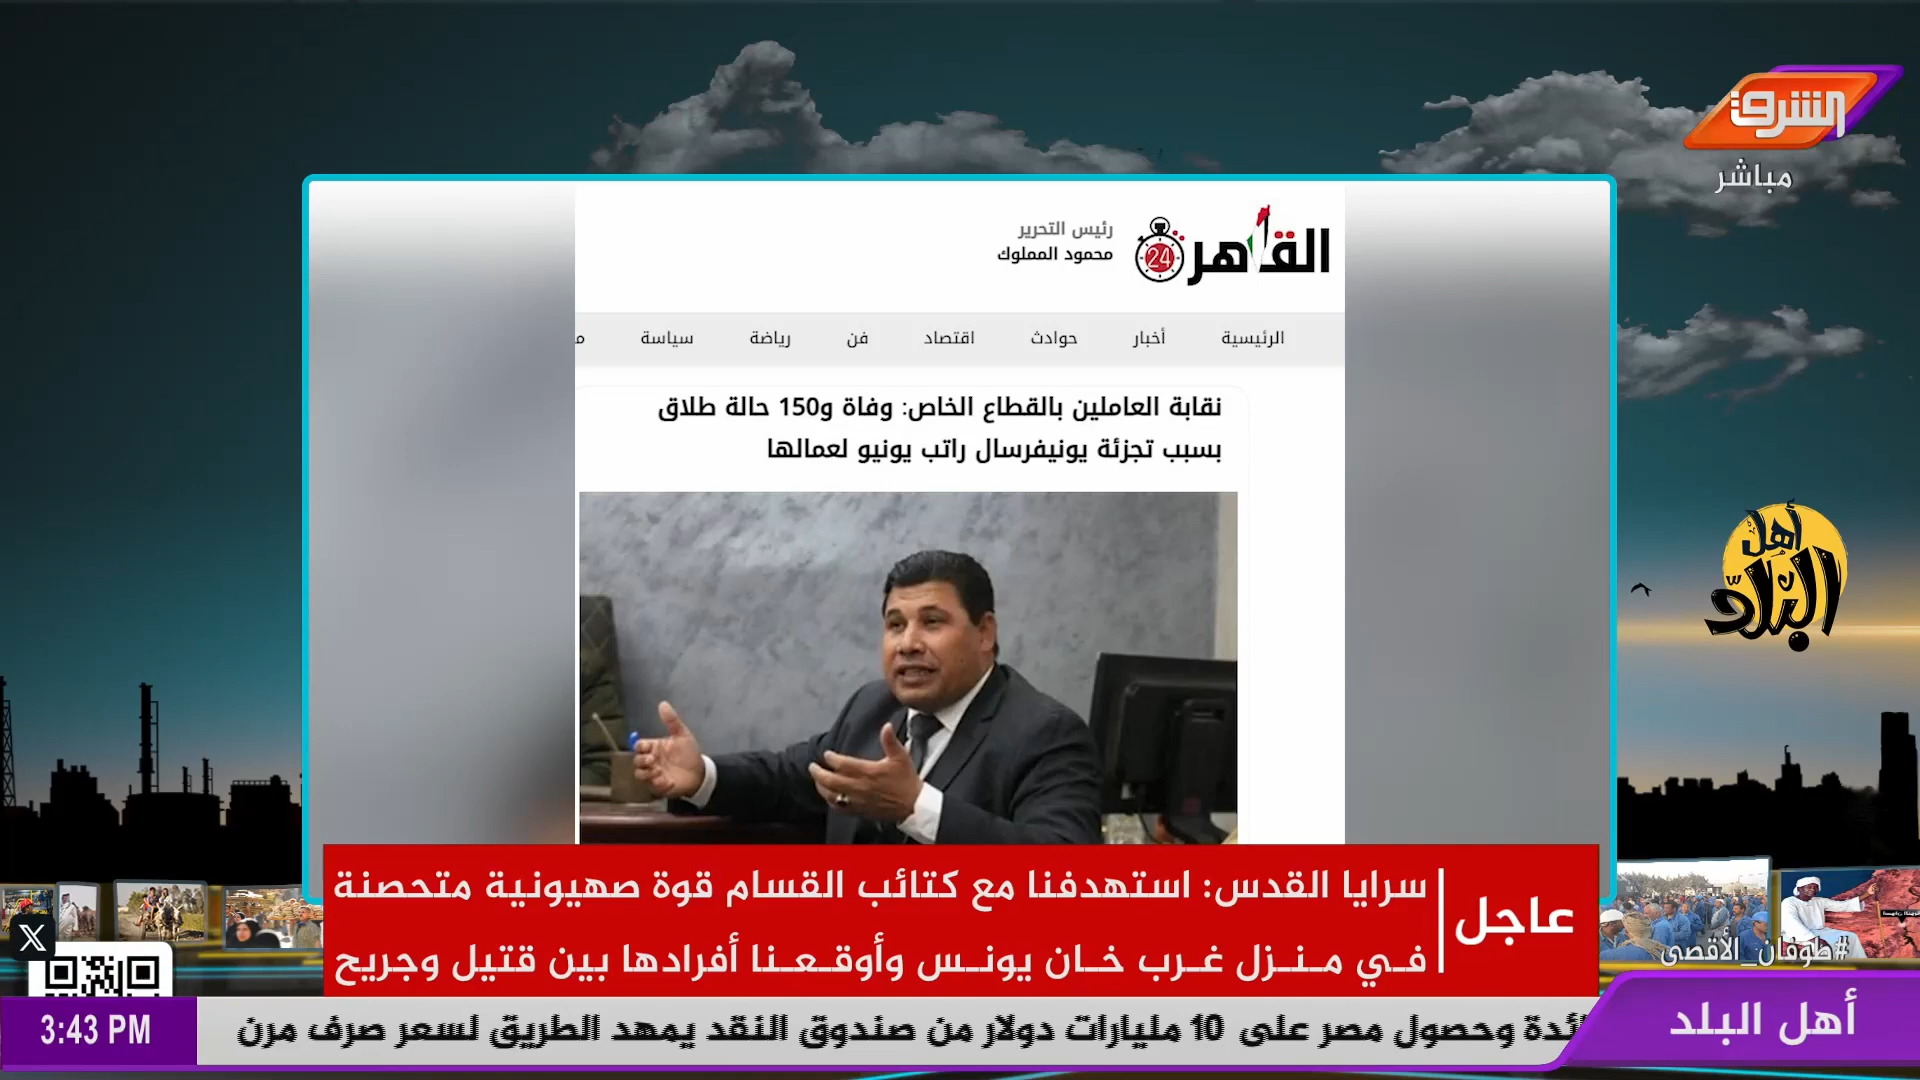 الشرق
مباشر
القاهرة 24
رئيس التحرير
محمود المملوك
الرئيسية أخبار حوادث اقتصاد فن رياضة سياسة
نقابة العاملين بالقطاع الخاص: وفاة و150 حالة طلاق
بسبب تجزئة يونيفرسال راتب يونيو لعمالها
أهل البلد
عاجل
سرايا القدس: استهدفنا مع كتائب القسام قوة صهيونية متحصنة
في منزل غرب خان يونس وأوقعنا أفرادها بين قتيل وجريح
#طوفان_الأقصى
X
أهل البلد
وحصول مصر على 10 مليارات دولار من صندوق النقد يمهد الطريق لسعر صرف مرن
3:43 PM